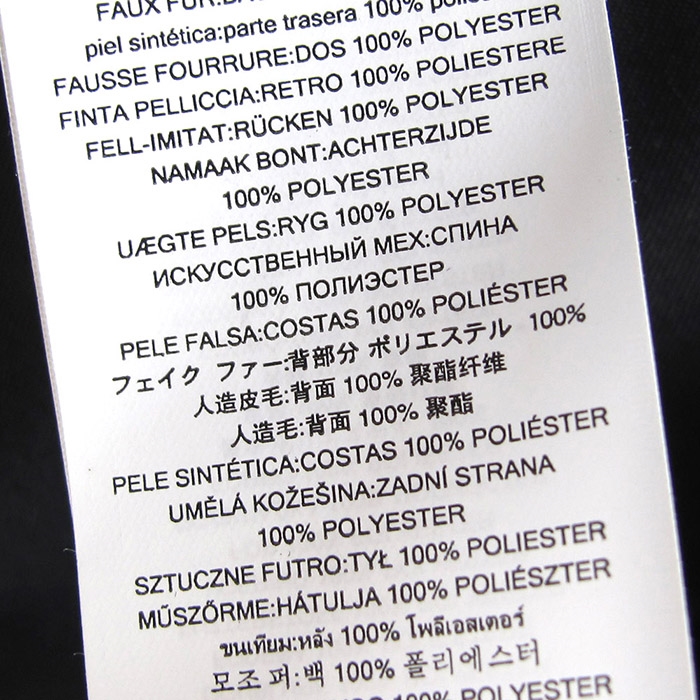 FAUX FUR:
piel sintética:parte trasera 100%
FAUSSE FOURRURE:DOS 100% POLYESTER
FINTA PELLICCIA:RETRO 100% POLIESTERE
FELL-IMITAT:RÜCKEN 100% POLYESTER
NAMAAK BONT:ACHTERZIJDE
100% POLYESTER
UÆGTE PELS:RYG 100% POLYESTER
ИСКУССТВЕННЫЙ МЕХ:СПИНА
100% ПОЛИЭСТЕР
PELE FALSA:COSTAS 100% POLIÉSTER
フェイク ファー:背部分 ポリエステル 100%
人造皮毛:背面 100% 聚酯纤维
人造毛:背面 100% 聚酯
PELE SINTÉTICA:COSTAS 100% POLIÉSTER
UMĚLÁ KOŽEŠINA:ZADNÍ STRANA
100% POLYESTER
SZTUCZNE FUTRO:TYŁ 100% POLIESTER
MŰSZŐRME:HÁTULJA 100% POLIÉSZTER
ขนเทียม:หลัง 100% โพลีเอสเตอร์
모조 퍼:백 100% 폴리에스터
100% POLYESTER